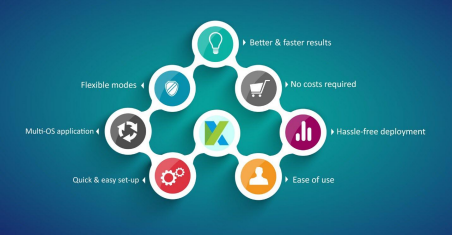 Better & faster results
Flexible modes
No costs required
Multi-OS application
Hassle-free deployment
Quick & easy set-up
Ease of use